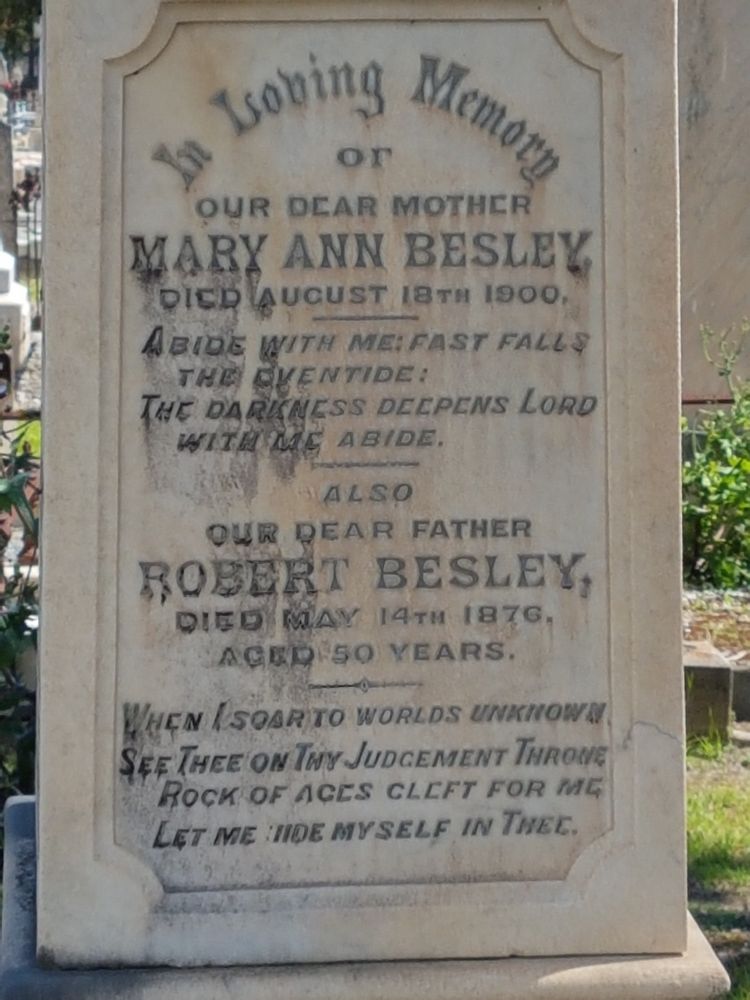 In Loving Memory
OF
OUR DEAR MOTHER
MARY ANN BESLEY,
DIED AUGUST 18TH 1900.
ABIDE WITH ME: FAST FALLS
THE EVENTIDE:
THE DARKNESS DEEPENS LORD
WITH ME ABIDE.
ALSO
OUR DEAR FATHER
ROBERT BESLEY,
DIED MAY 14TH 1876,
AGED 50 YEARS.
WHEN I SOAR TO WORLDS UNKNOWN
SEE THEE ON THY JUDGEMENT THRONE
ROCK OF AGES CLEFT FOR ME
LET ME HIDE MYSELF IN THEE.